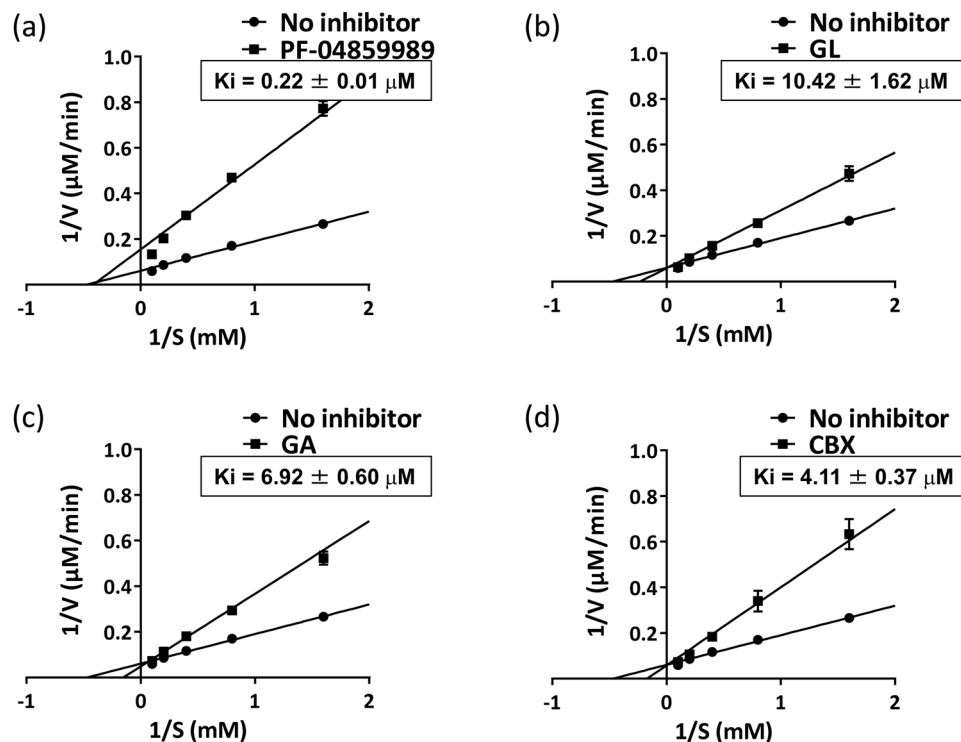 (a)
No inhibitor
PF-04859989
Ki = 0.22 ± 0.01 μM
1.0
0.8
0.6
0.4
0.2
1/V (μM/min)
-1 0 1 2
1/S (mM)
(b)
No inhibitor
GL
Ki = 10.42 ± 1.62 μM
1.0
0.8
0.6
0.4
0.2
1/V (μM/min)
-1 0 1 2
1/S (mM)
(c)
No inhibitor
GA
Ki = 6.92 ± 0.60 μM
1.0
0.8
0.6
0.4
0.2
1/V (μM/min)
-1 0 1 2
1/S (mM)
(d)
No inhibitor
CBX
Ki = 4.11 ± 0.37 μM
1.0
0.8
0.6
0.4
0.2
1/V (μM/min)
-1 0 1 2
1/S (mM)